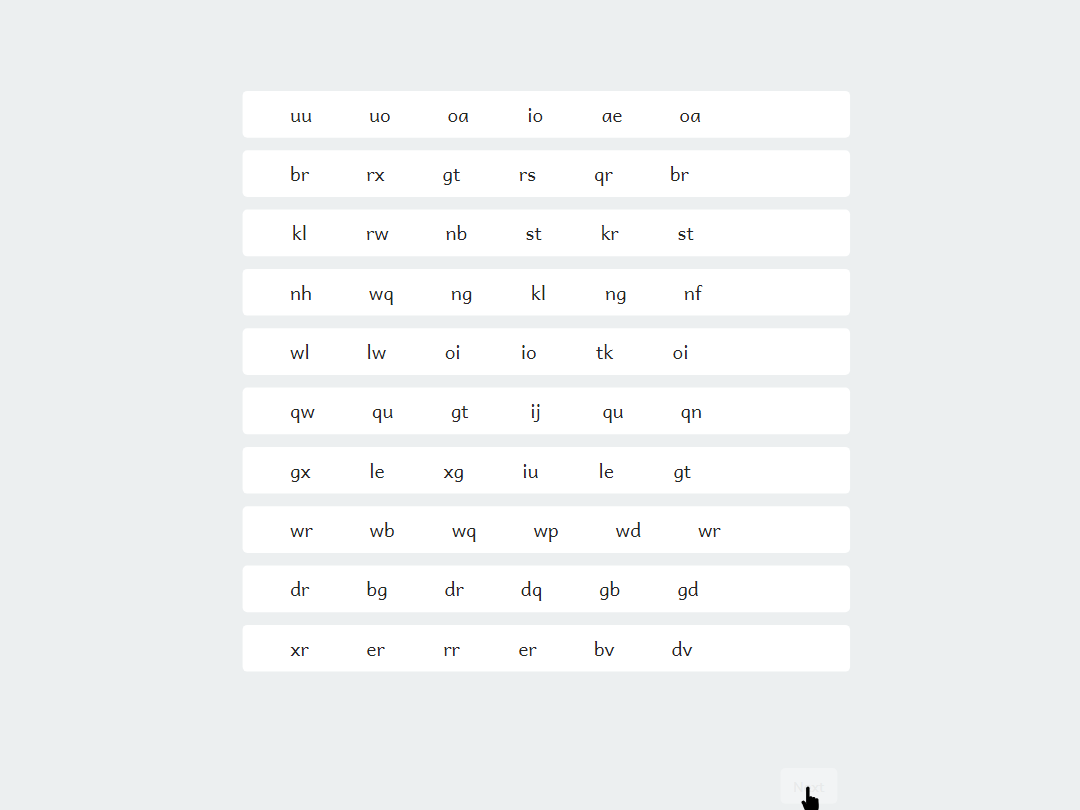 uu uo oa io ae oa
br rx gt rs qr br
kl rw nb st kr st
nh wq ng kl ng nf
wl lw oi io tk oi
qw qu gt ij qu qn
gx le xg iu le gt
wr wb wq wp wd wr
dr bg dr dq gb gd
xr er rr er bv dv